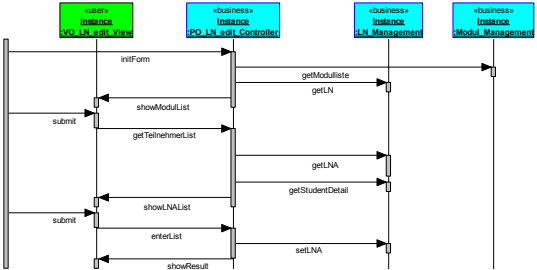 «user»
Instance
:VO_LN_edit_View
«business»
Instance
:PO_LN_edit_Controller
«business»
Instance
:LN_Management
«business»
Instance
:Modul_Management
initForm
getModulliste
getLN
showModulList
submit
getTeilnehmerList
getLNA
getStudentDetail
showLNAList
submit
enterList
setLNA
showResult